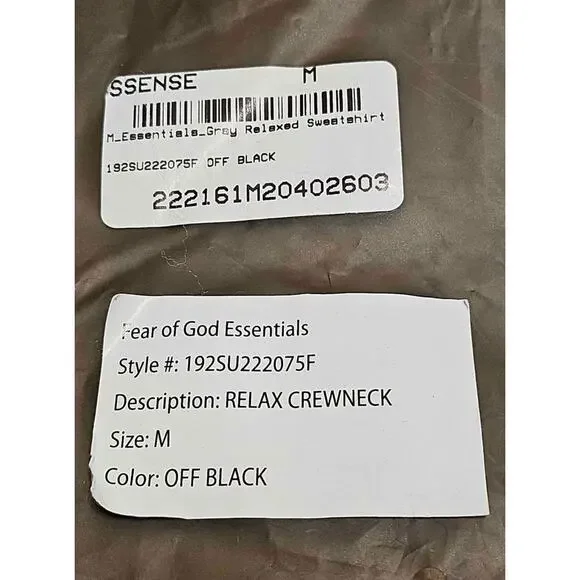 SSENSE M
M_Essentials_Gray Relaxed Sweatshirt
192SU222075F OFF BLACK
222161M20402603
Fear of God Essentials
Style #: 192SU222075F
Description: RELAX CREWNECK
Size: M
Color: OFF BLACK